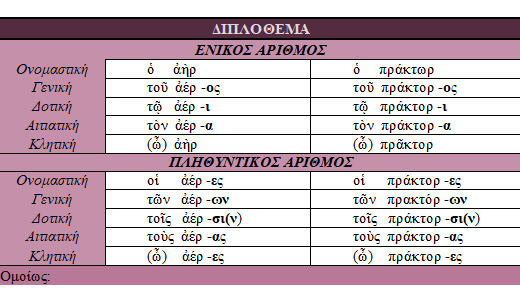 ΔΙΠΛΟΘΕΜΑ
ΕΝΙΚΟΣ ΑΡΙΘΜΟΣ
Ονομαστική ὁ ἀὴρ ὁ πράκτωρ
Γενική τοῦ ἀέρ -ος τοῦ πράκτορ -ος
Δοτική τῷ ἀέρ -ι τῷ πράκτορ -ι
Αιτιατική τὸν ἀέρ -α τὸν πράκτορ -α
Κλητική (ὦ) ἀὴρ (ὦ) πρᾶκτορ
ΠΛΗΘΥΝΤΙΚΟΣ ΑΡΙΘΜΟΣ
Ονομαστική οἱ ἀέρ -ες οἱ πράκτορ -ες
Γενική τῶν ἀέρ -ων τῶν πρακτόρ -ων
Δοτική τοῖς ἀέρ -σι(ν) τοῖς πράκτορ -σι(ν)
Αιτιατική τοὺς ἀέρ -ας τοὺς πράκτορ -ας
Κλητική (ὦ) ἀέρ -ες (ὦ) πράκτορ -ες
Ομοίως: